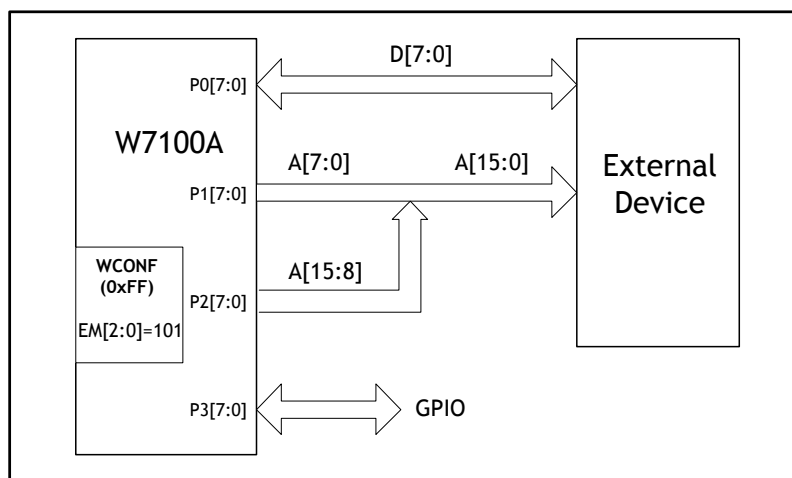 D[7:0]
P0[7:0]
W7100A
A[7:0]
A[15:0]
External
Device
P1[7:0]
WCONF
(0xFF)
A[15:8]
P2[7:0]
EM[2:0]=101
P3[7:0]
GPIO